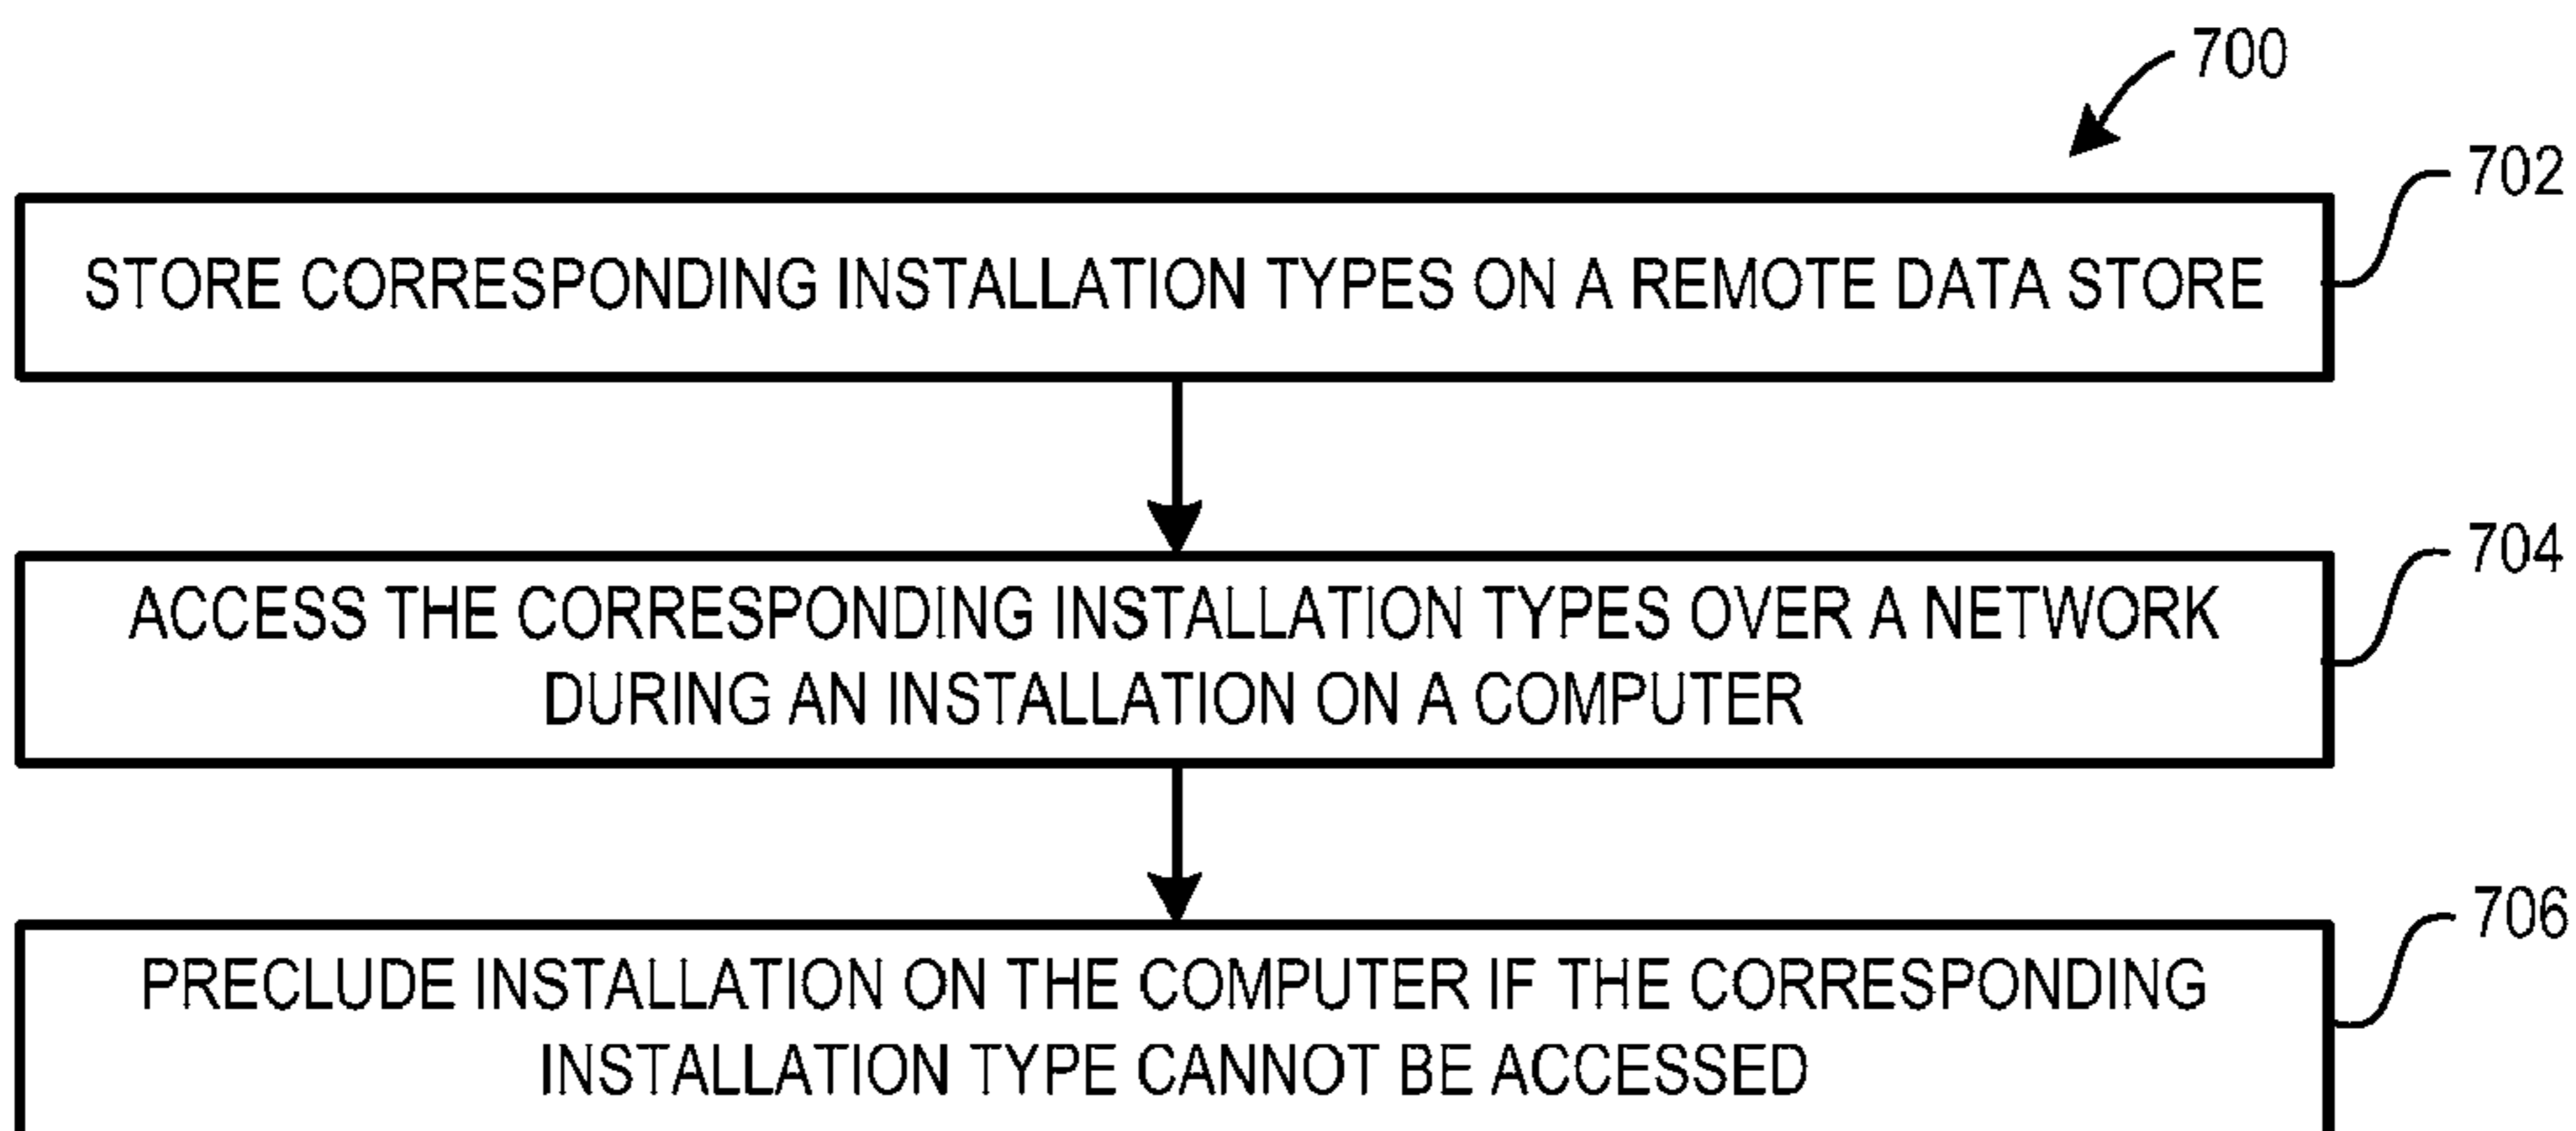 700
702
STORE CORRESPONDING INSTALLATION TYPES ON A REMOTE DATA STORE
704
ACCESS THE CORRESPONDING INSTALLATION TYPES OVER A NETWORK
DURING AN INSTALLATION ON A COMPUTER
706
PRECLUDE INSTALLATION ON THE COMPUTER IF THE CORRESPONDING
INSTALLATION TYPE CANNOT BE ACCESSED